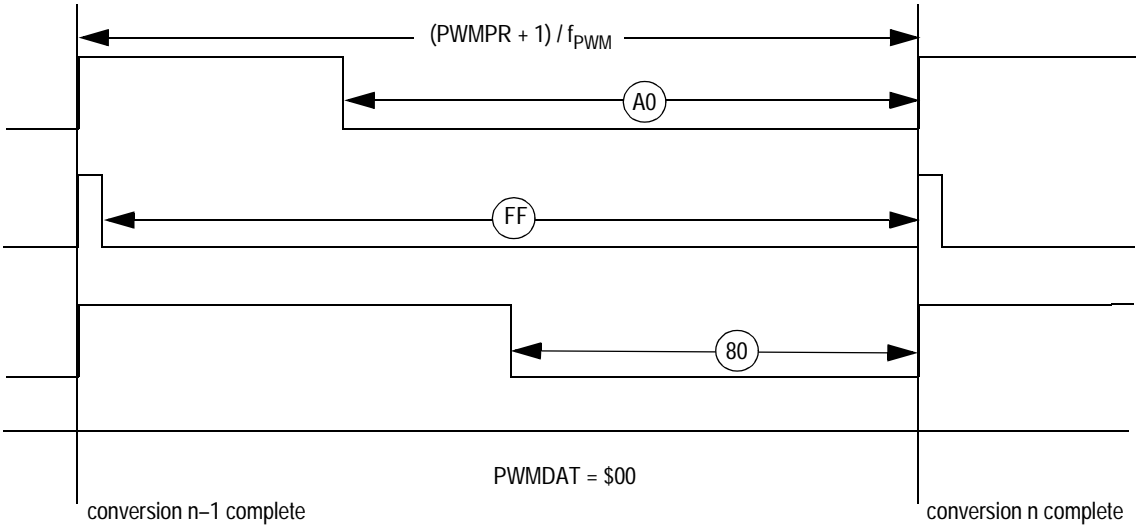 (PWMPR + 1) / fPWM
A0
FF
80
PWMDAT = $00
conversion n–1 complete
conversion n complete